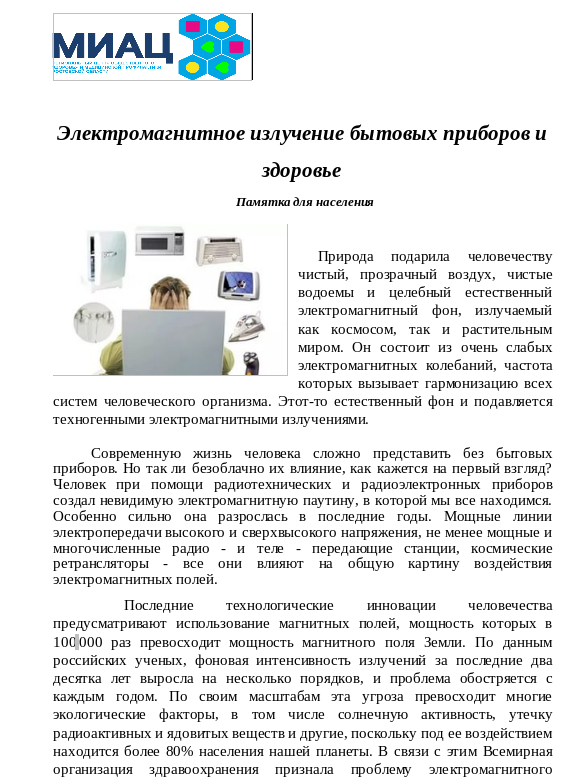 МИАЦ
Электромагнитное излучение бытовых приборов и
здоровье
Памятка для населения
Природа подарила человечеству
чистый, прозрачный воздух, чистые
водоемы и целебный естественный
электромагнитный фон, излучаемый
как космосом, так и растительным
миром. Он состоит из очень слабых
электромагнитных колебаний, частота
которых вызывает гармонизацию всех
систем человеческого организма. Этот-то естественный фон и подавляется
техногенными электромагнитными излучениями.
Современную жизнь человека сложно представить без бытовых
приборов. Но так ли безоблачно их влияние, как кажется на первый взгляд?
Человек при помощи радиотехнических и радиоэлектронных приборов
создал невидимую электромагнитную паутину, в которой мы все находимся.
Особенно сильно она разрослась в последние годы. Мощные линии
электропередачи высокого и сверхвысокого напряжения, не менее мощные и
многочисленные радио - и теле - передающие станции, космические
ретрансляторы - все они влияют на общую картину воздействия
электромагнитных полей.
Последние технологические инновации человечества
предусматривают использование магнитных полей, мощность которых в
100 000 раз превосходит мощность магнитного поля Земли. По данным
российских ученых, фоновая интенсивность излучений за последние два
десятка лет выросла на несколько порядков, и проблема обостряется с
каждым годом. По своим масштабам эта угроза превосходит многие
экологические факторы, в том числе солнечную активность, утечку
радиоактивных и ядовитых веществ и другие, поскольку под ее воздействием
находится более 80% населения нашей планеты. В связи с этим Всемирная
организация здравоохранения признала проблему электромагнитного